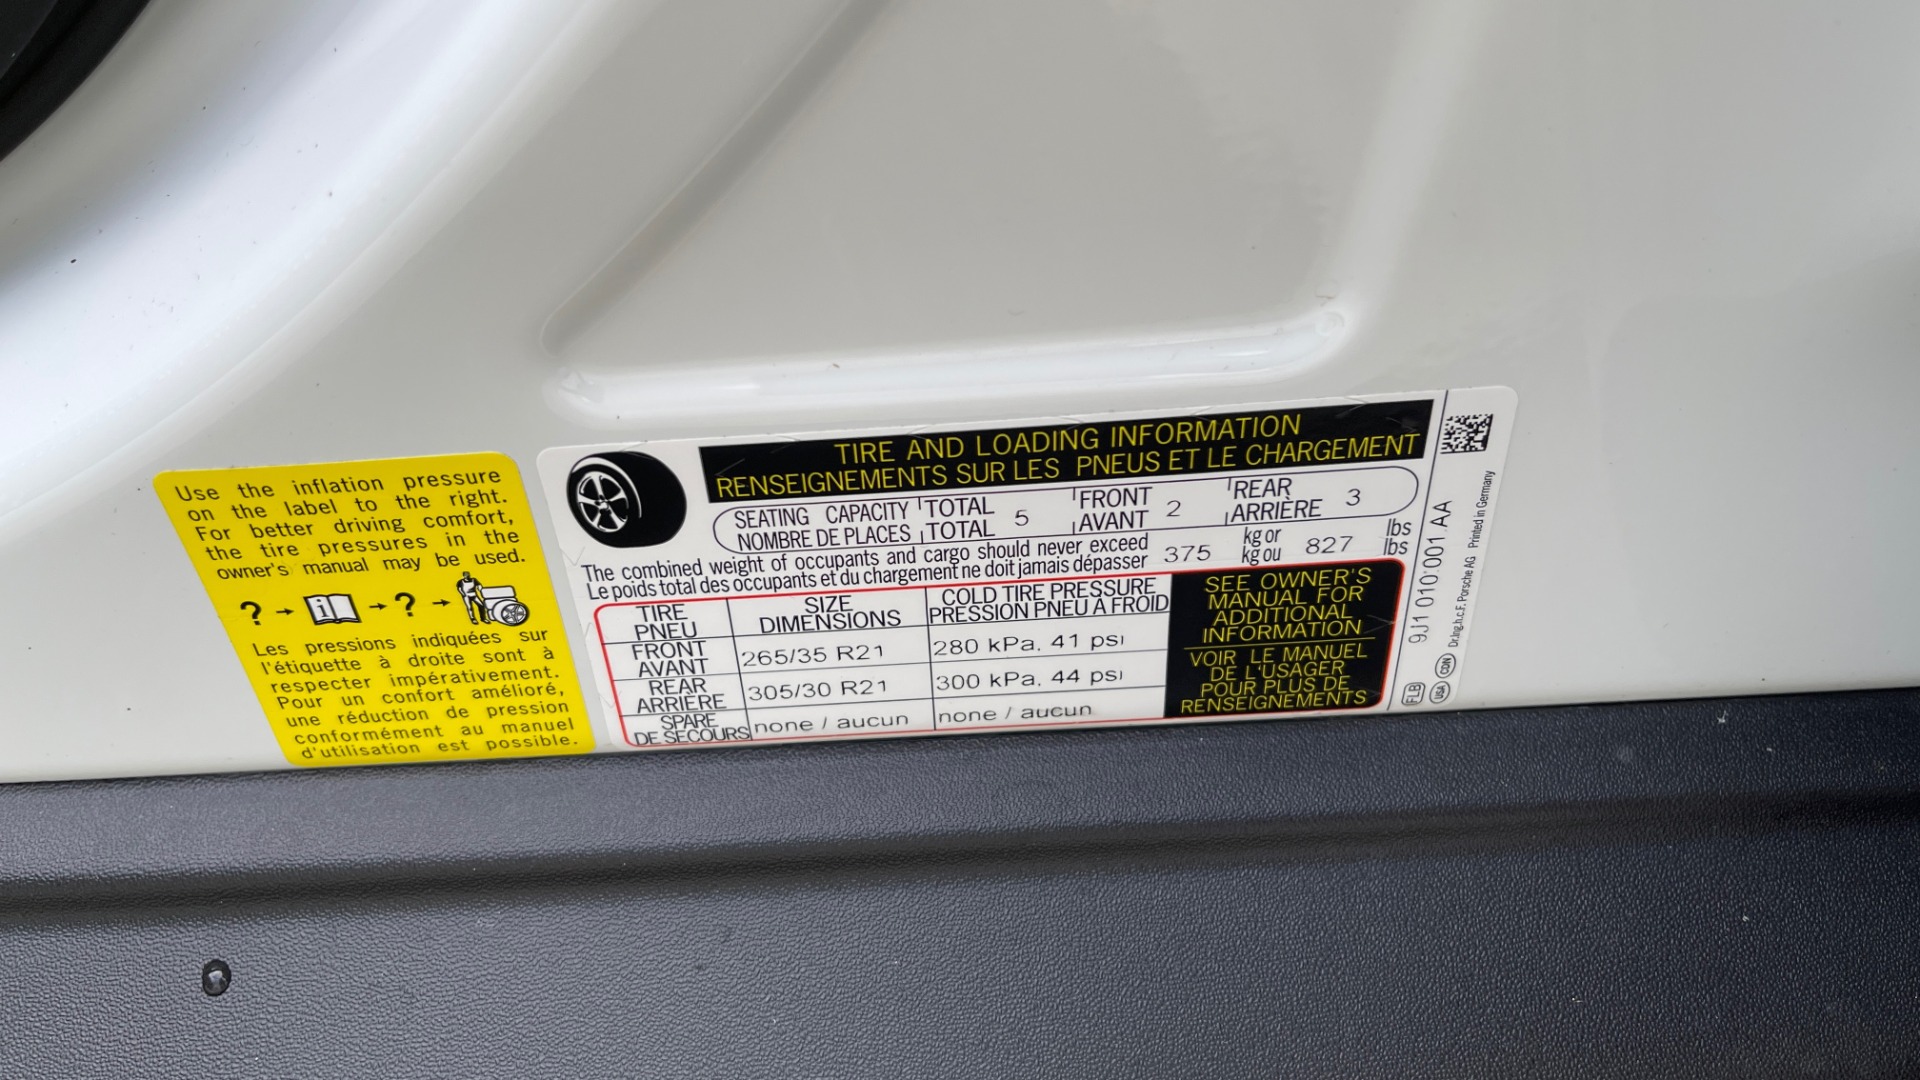 Use the inflation pressure
on the label to the right.
For better driving comfort,
the tire pressures in the
owner's manual may be used.
? → i → ? →
Les pressions indiquées sur
l'étiquette à droite sont à
respecter impérativement.
Pour un confort amélioré,
une réduction de pression
conformément au manuel
d'utilisation est possible.
TIRE AND LOADING INFORMATION
RENSEIGNEMENTS SUR LES PNEUS ET LE CHARGEMENT
SEATING CAPACITY TOTAL 5 FRONT 2 REAR 3
NOMBRE DE PLACES TOTAL AVANT ARRIÈRE
The combined weight of occupants and cargo should never exceed 375 kg or 827 lbs
Le poids total des occupants et du chargement ne doit jamais dépasser kg ou lbs
TIRE SIZE COLD TIRE PRESSURE
PNEU DIMENSIONS PRESSION PNEU À FROID
FRONT
AVANT 265/35 R21 280 kPa, 41 psi
REAR
ARRIÈRE 305/30 R21 300 kPa, 44 psi
SPARE
DE SECOURS none / aucun none / aucun
SEE OWNER'S
MANUAL FOR
ADDITIONAL
INFORMATION
VOIR LE MANUEL
DE L'USAGER
POUR PLUS DE
RENSEIGNEMENTS
9J1 010 001 AA
Dr.Ing.h.c.F. Porsche AG Printed in Germany
FLB USA CDN